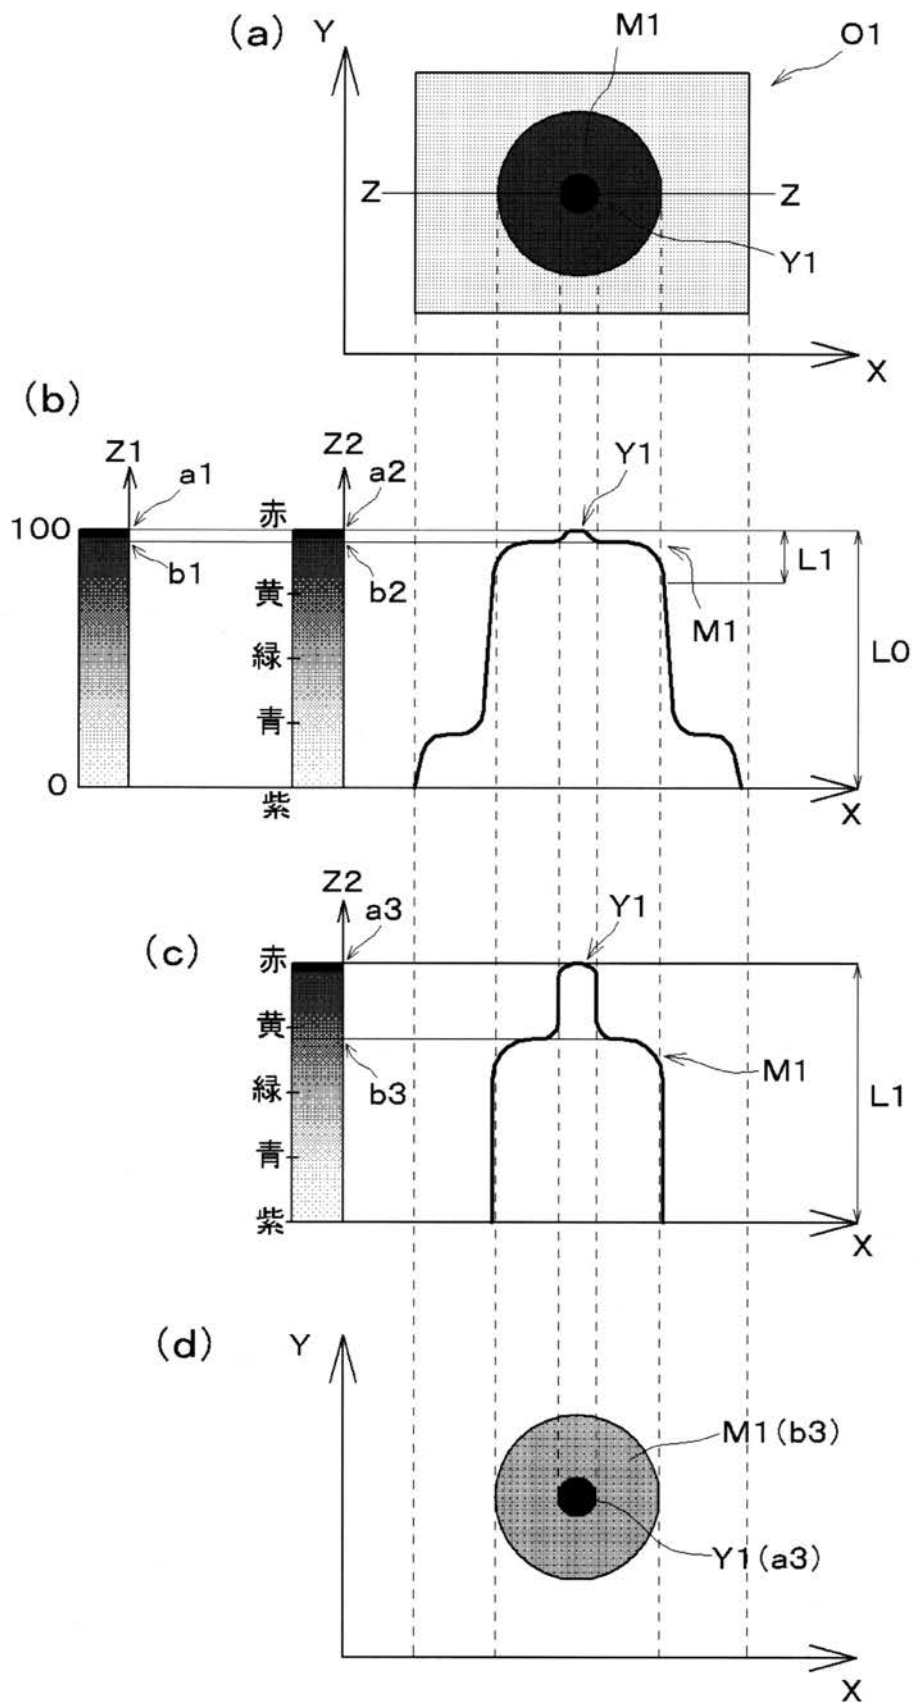 (a)
Y
M1
O1
Z
Z
Y1
X
(b)
Z1
a1
100
b1
0
Z2
a2
赤
b2
黄
緑
青
紫
Y1
L1
M1
L0
X
(c)
Z2
a3
赤
黄
b3
緑
青
紫
Y1
M1
L1
X
(d)
Y
M1(b3)
Y1(a3)
X